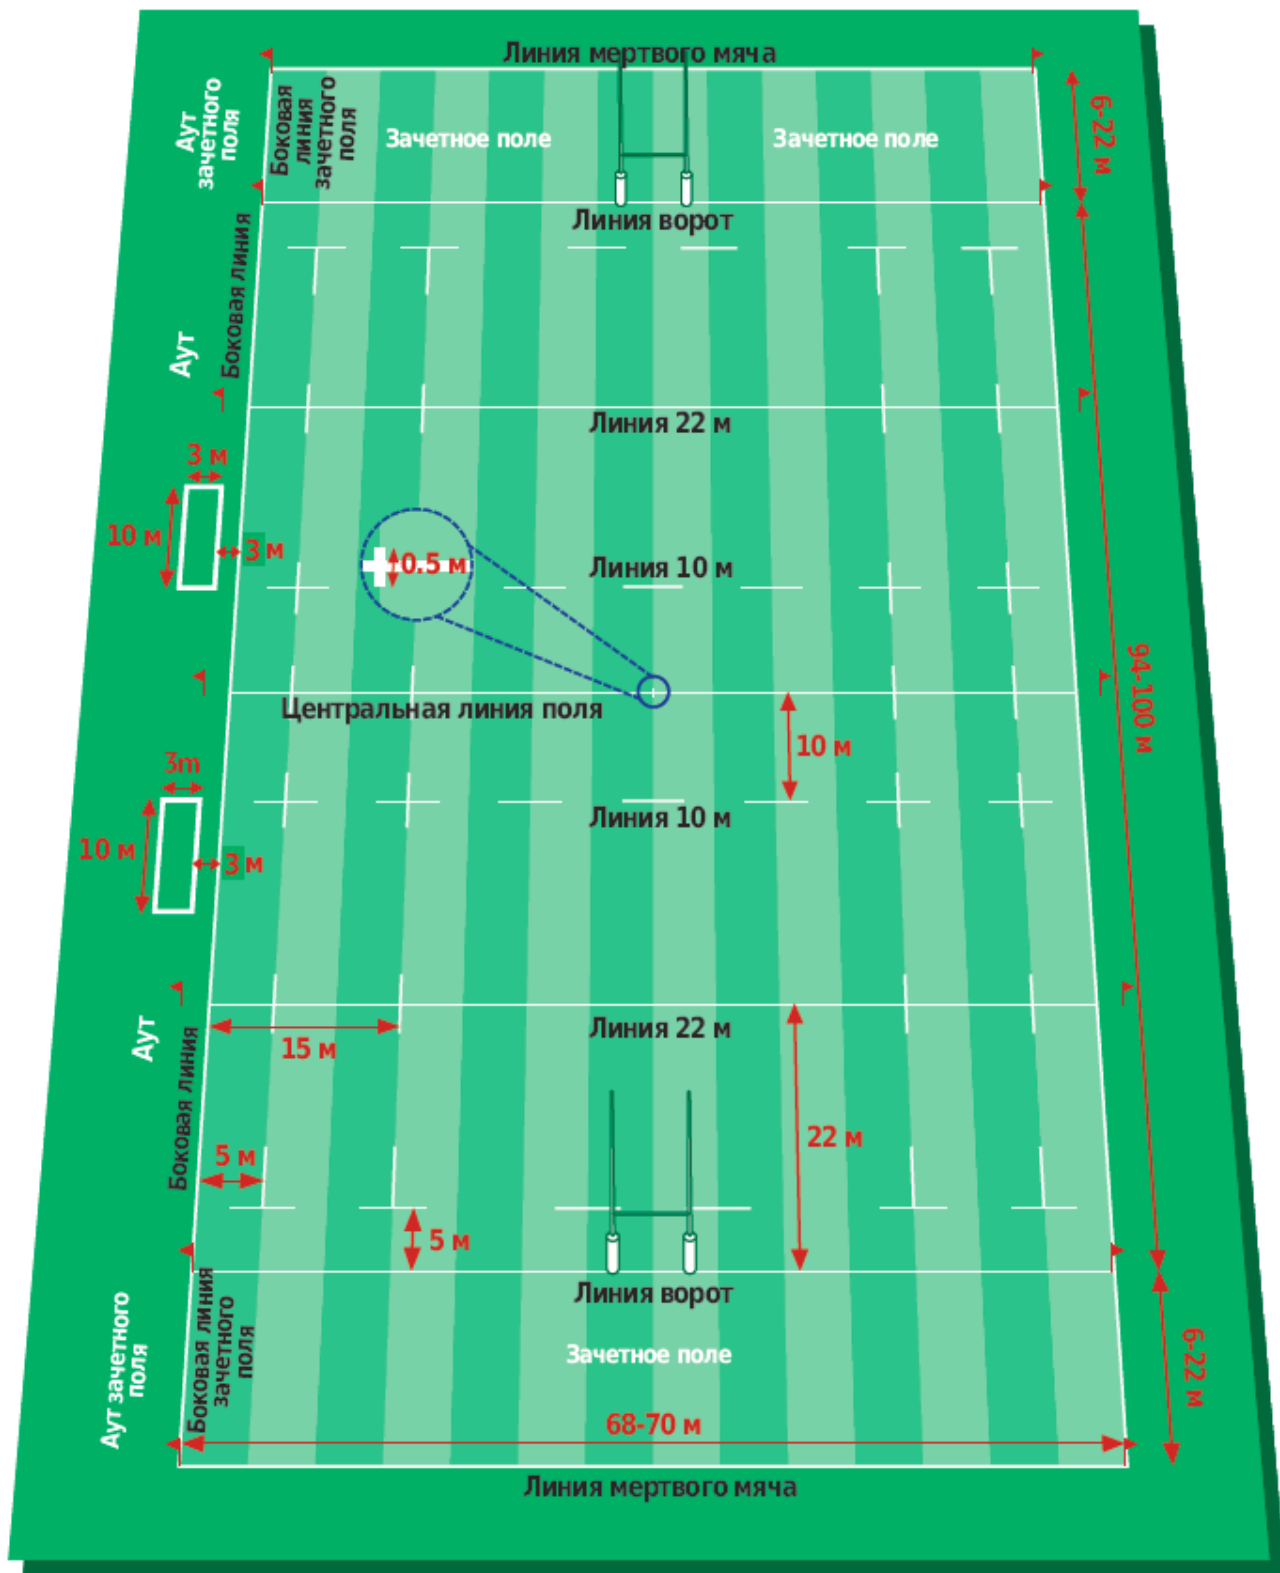 Линия мертвого мяча
Аут
зачетного
поля
Боковая
линия
зачетного
поля
Зачетное поле
Зачетное поле
6-22 м
Линия ворот
Боковая линия
Аут
Линия 22 м
3 м
10 м
3 м
0.5 м
Линия 10 м
94-100 м
Центральная линия поля
10 м
3m
10 м
3 м
Линия 10 м
Аут
Боковая линия
15 м
Линия 22 м
22 м
5 м
5 м
Линия ворот
Аут зачетного
поля
Боковая линия
зачетного
поля
Зачетное поле
6-22 м
68-70 м
Линия мертвого мяча